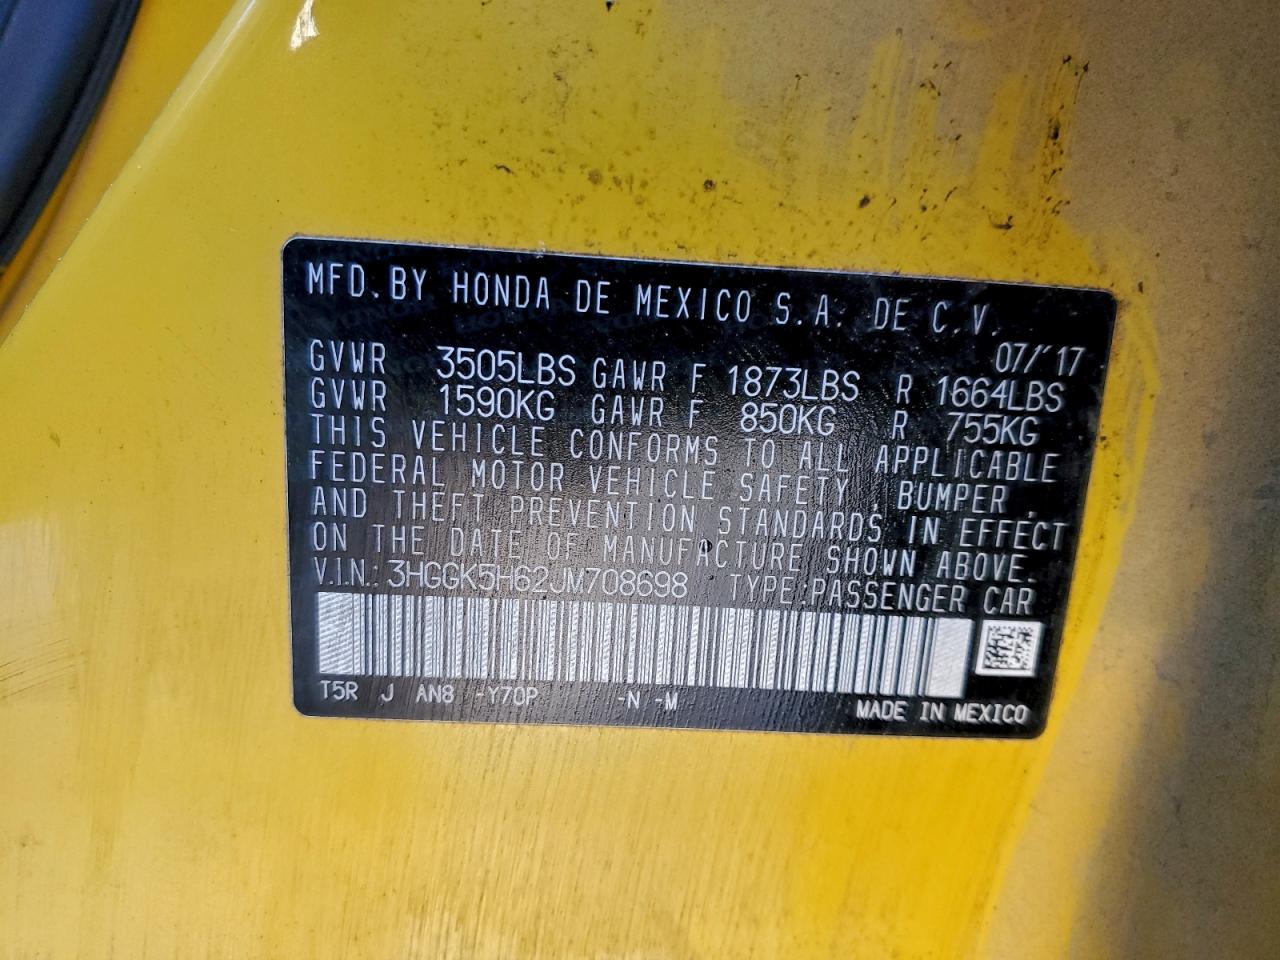 MFD. BY HONDA DE MEXICO S.A. DE C.V.
07/'17
GVWR 3505LBS GAWR F 1873LBS R 1664LBS
GVWR 1590KG GAWR F 850KG R 755KG
THIS VEHICLE CONFORMS TO ALL APPLICABLE
FEDERAL MOTOR VEHICLE SAFETY, BUMPER,
AND THEFT PREVENTION STANDARDS IN EFFECT
ON THE DATE OF MANUFACTURE SHOWN ABOVE.
V.I.N.: 3HGGK5H62JM708698 TYPE:PASSENGER CAR
T5R J AN8 -Y70P -N -M
MADE IN MEXICO